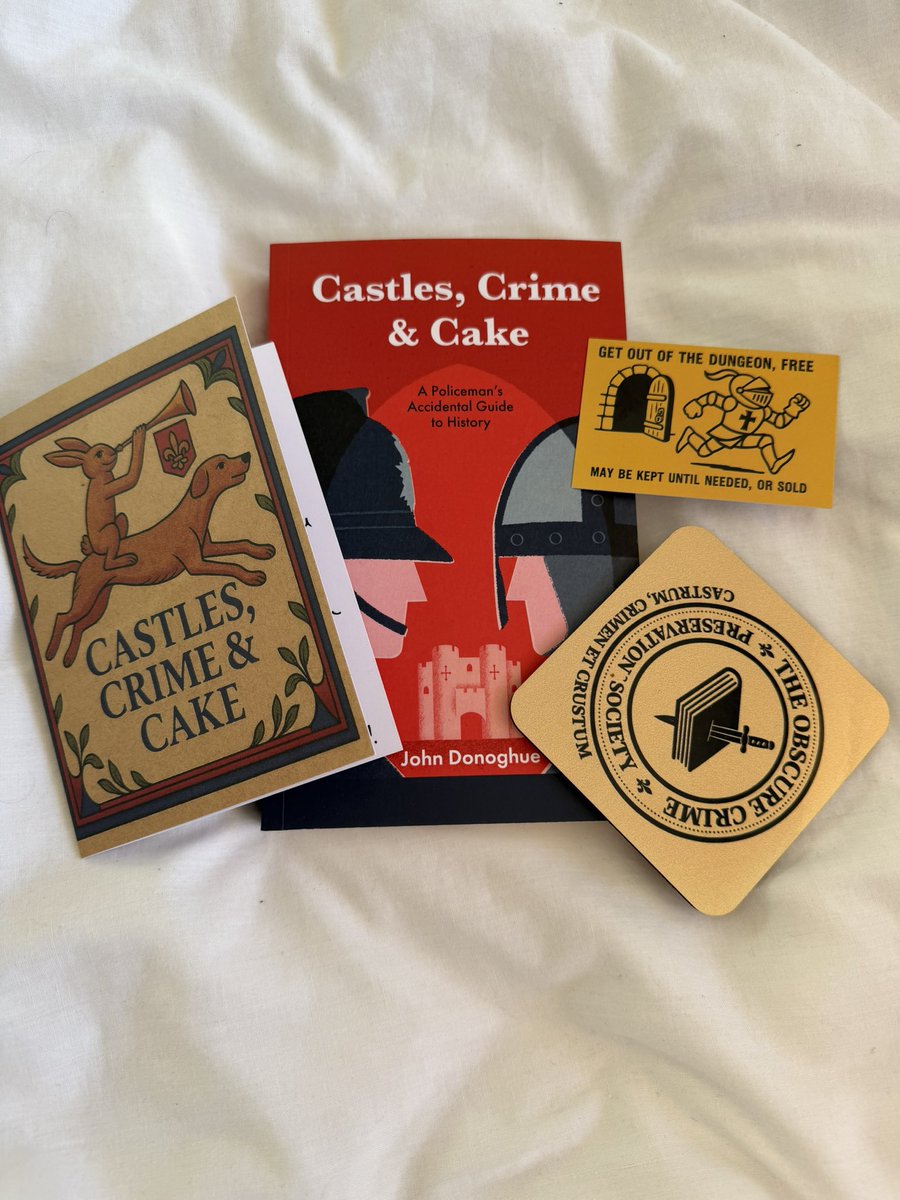 Castles, Crime
& Cake
A Policeman's
Accidental Guide
to History
John Donoghue
CASTLES,
CRIME &
CAKE
GET OUT OF THE DUNGEON, FREE
MAY BE KEPT UNTIL NEEDED, OR SOLD
THE OBSCURE CRIME
PRESERVATION SOCIETY
CASTRUM, CRIMEN ET CRUSTUM